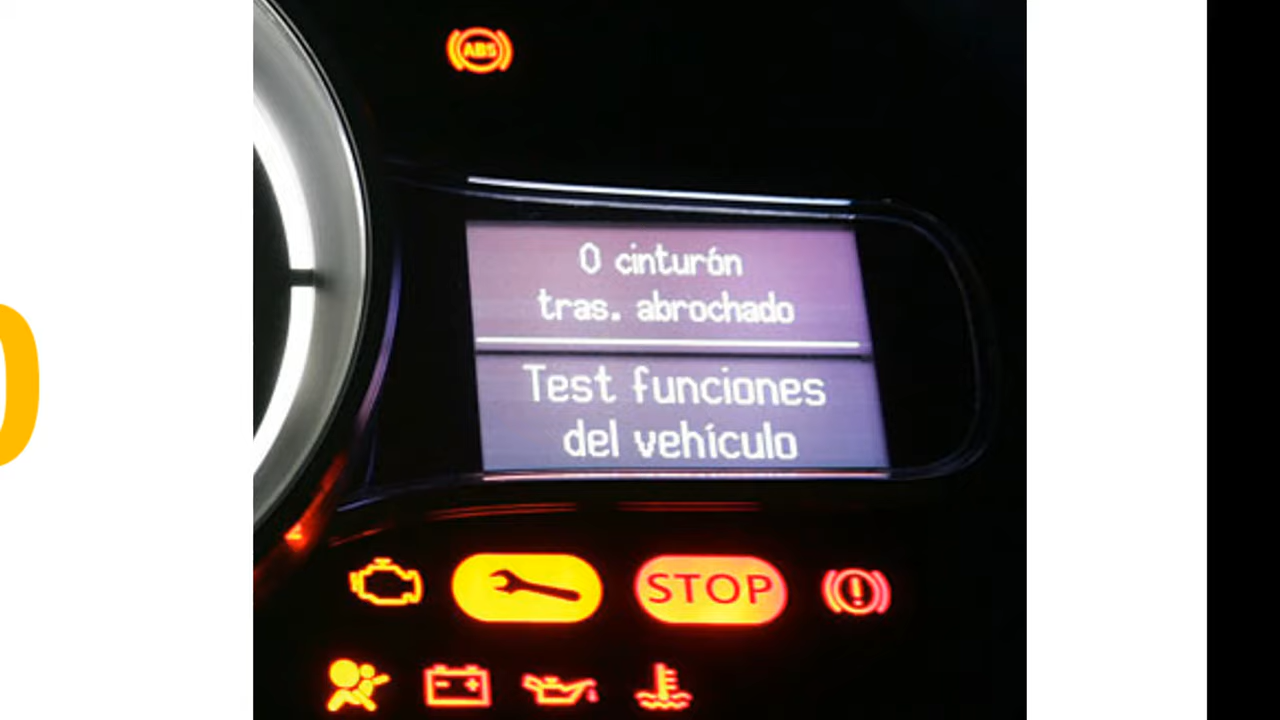 ABS
0 cinturón
tras. abrochado
Test funciones
del vehículo
STOP